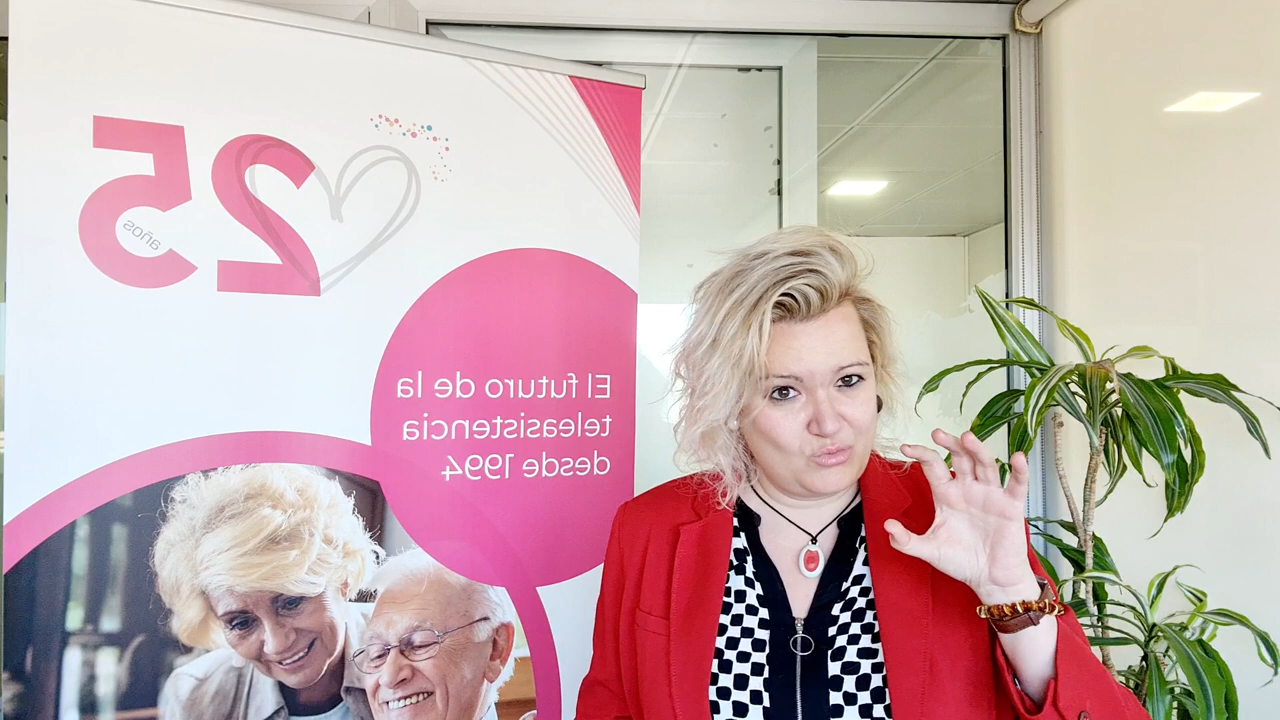 25
años
El futuro de la
teleasistencia
desde 1994